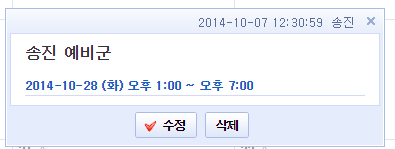 2014-10-07 12:30:59 송진
송진 예비군
2014-10-28 (화) 오후 1:00 ~ 오후 7:00
수정 삭제